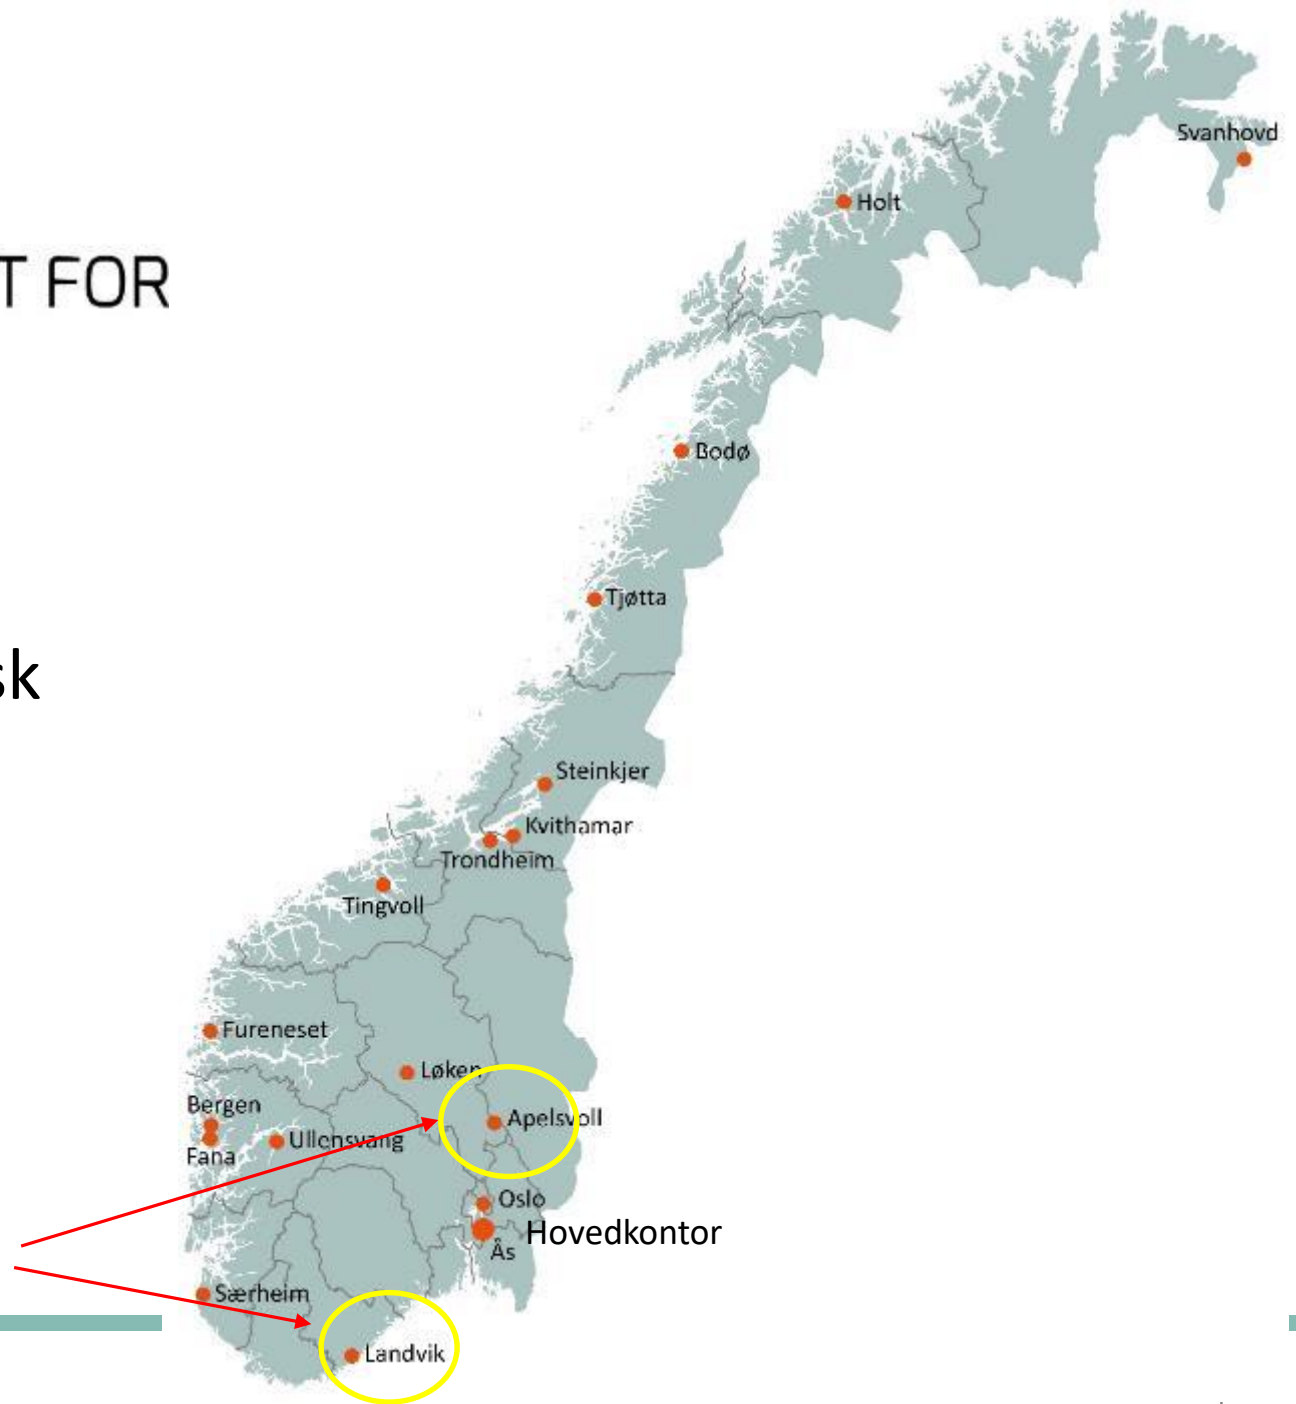 Svanhovd
Holt
T FOR
Bodø
Tjøtta
sk
Steinkjer
Kvithamar
Trondheim
Tingvoll
Fureneset
Løken
Bergen
Apelsvoll
Ullensvang
Fana
Oslo
Hovedkontor
Ås
Særheim
Landvik